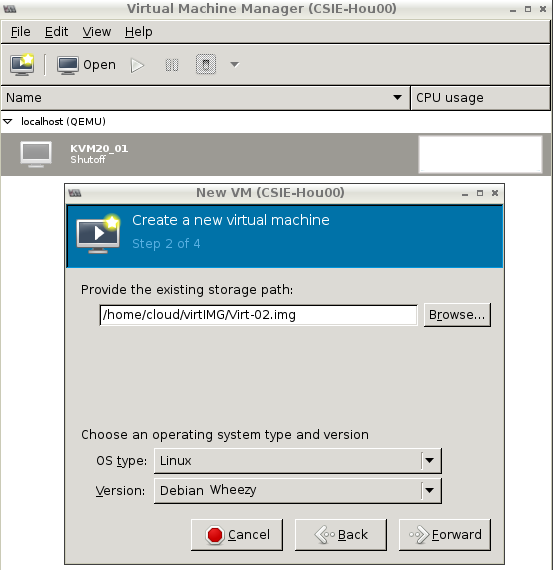 Virtual Machine Manager (CSIE-Hou00)
File Edit View Help
Open
Name CPU usage
localhost (QEMU)
KVM20_01
Shutoff
New VM (CSIE-Hou00)
Create a new virtual machine
Step 2 of 4
Provide the existing storage path:
/home/cloud/virtIMG/Virt-02.img Browse...
Choose an operating system type and version
OS type: Linux
Version: Debian Wheezy
Cancel Back Forward